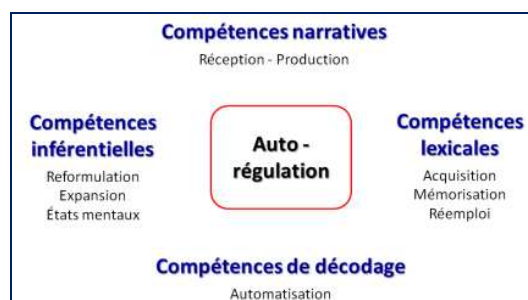 Compétences narratives
Réception - Production
Compétences
inférentielles
Reformulation
Expansion
États mentaux
Auto -
régulation
Compétences
lexicales
Acquisition
Mémorisation
Réemploi
Compétences de décodage
Automatisation